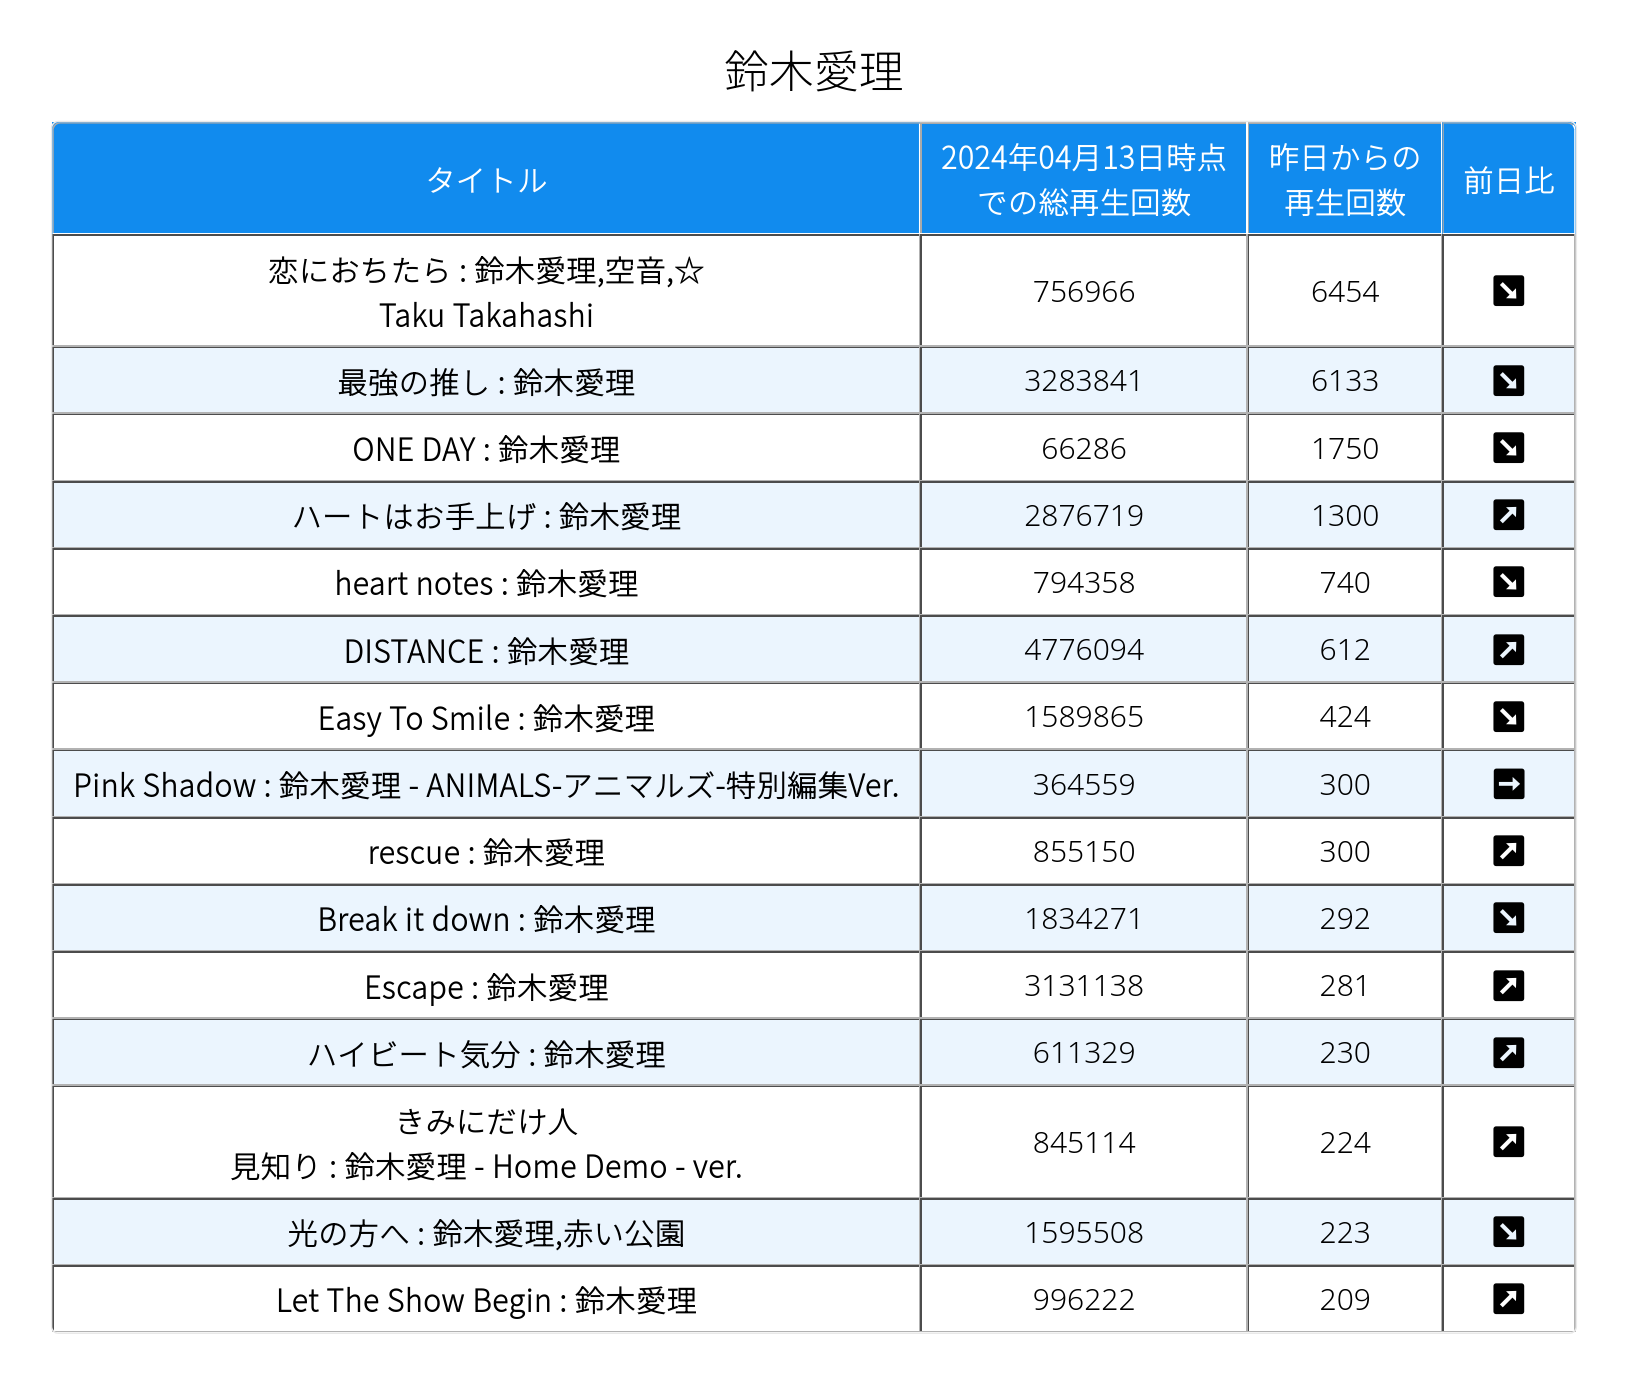 鈴木愛理
タイトル
2024年04月13日時点
での総再生回数
昨日からの
再生回数
前日比
恋におちたら : 鈴木愛理,空音,☆
Taku Takahashi
756966
6454
↘
最強の推し : 鈴木愛理
3283841
6133
↘
ONE DAY : 鈴木愛理
66286
1750
↘
ハートはお手上げ : 鈴木愛理
2876719
1300
↗
heart notes : 鈴木愛理
794358
740
↘
DISTANCE : 鈴木愛理
4776094
612
↗
Easy To Smile : 鈴木愛理
1589865
424
↘
Pink Shadow : 鈴木愛理 - ANIMALS-アニマルズ-特別編集Ver.
364559
300
→
rescue : 鈴木愛理
855150
300
↗
Break it down : 鈴木愛理
1834271
292
↘
Escape : 鈴木愛理
3131138
281
↗
ハイビート気分 : 鈴木愛理
611329
230
↗
きみにだけ人
見知り : 鈴木愛理 - Home Demo - ver.
845114
224
↗
光の方へ : 鈴木愛理,赤い公園
1595508
223
↘
Let The Show Begin : 鈴木愛理
996222
209
↗